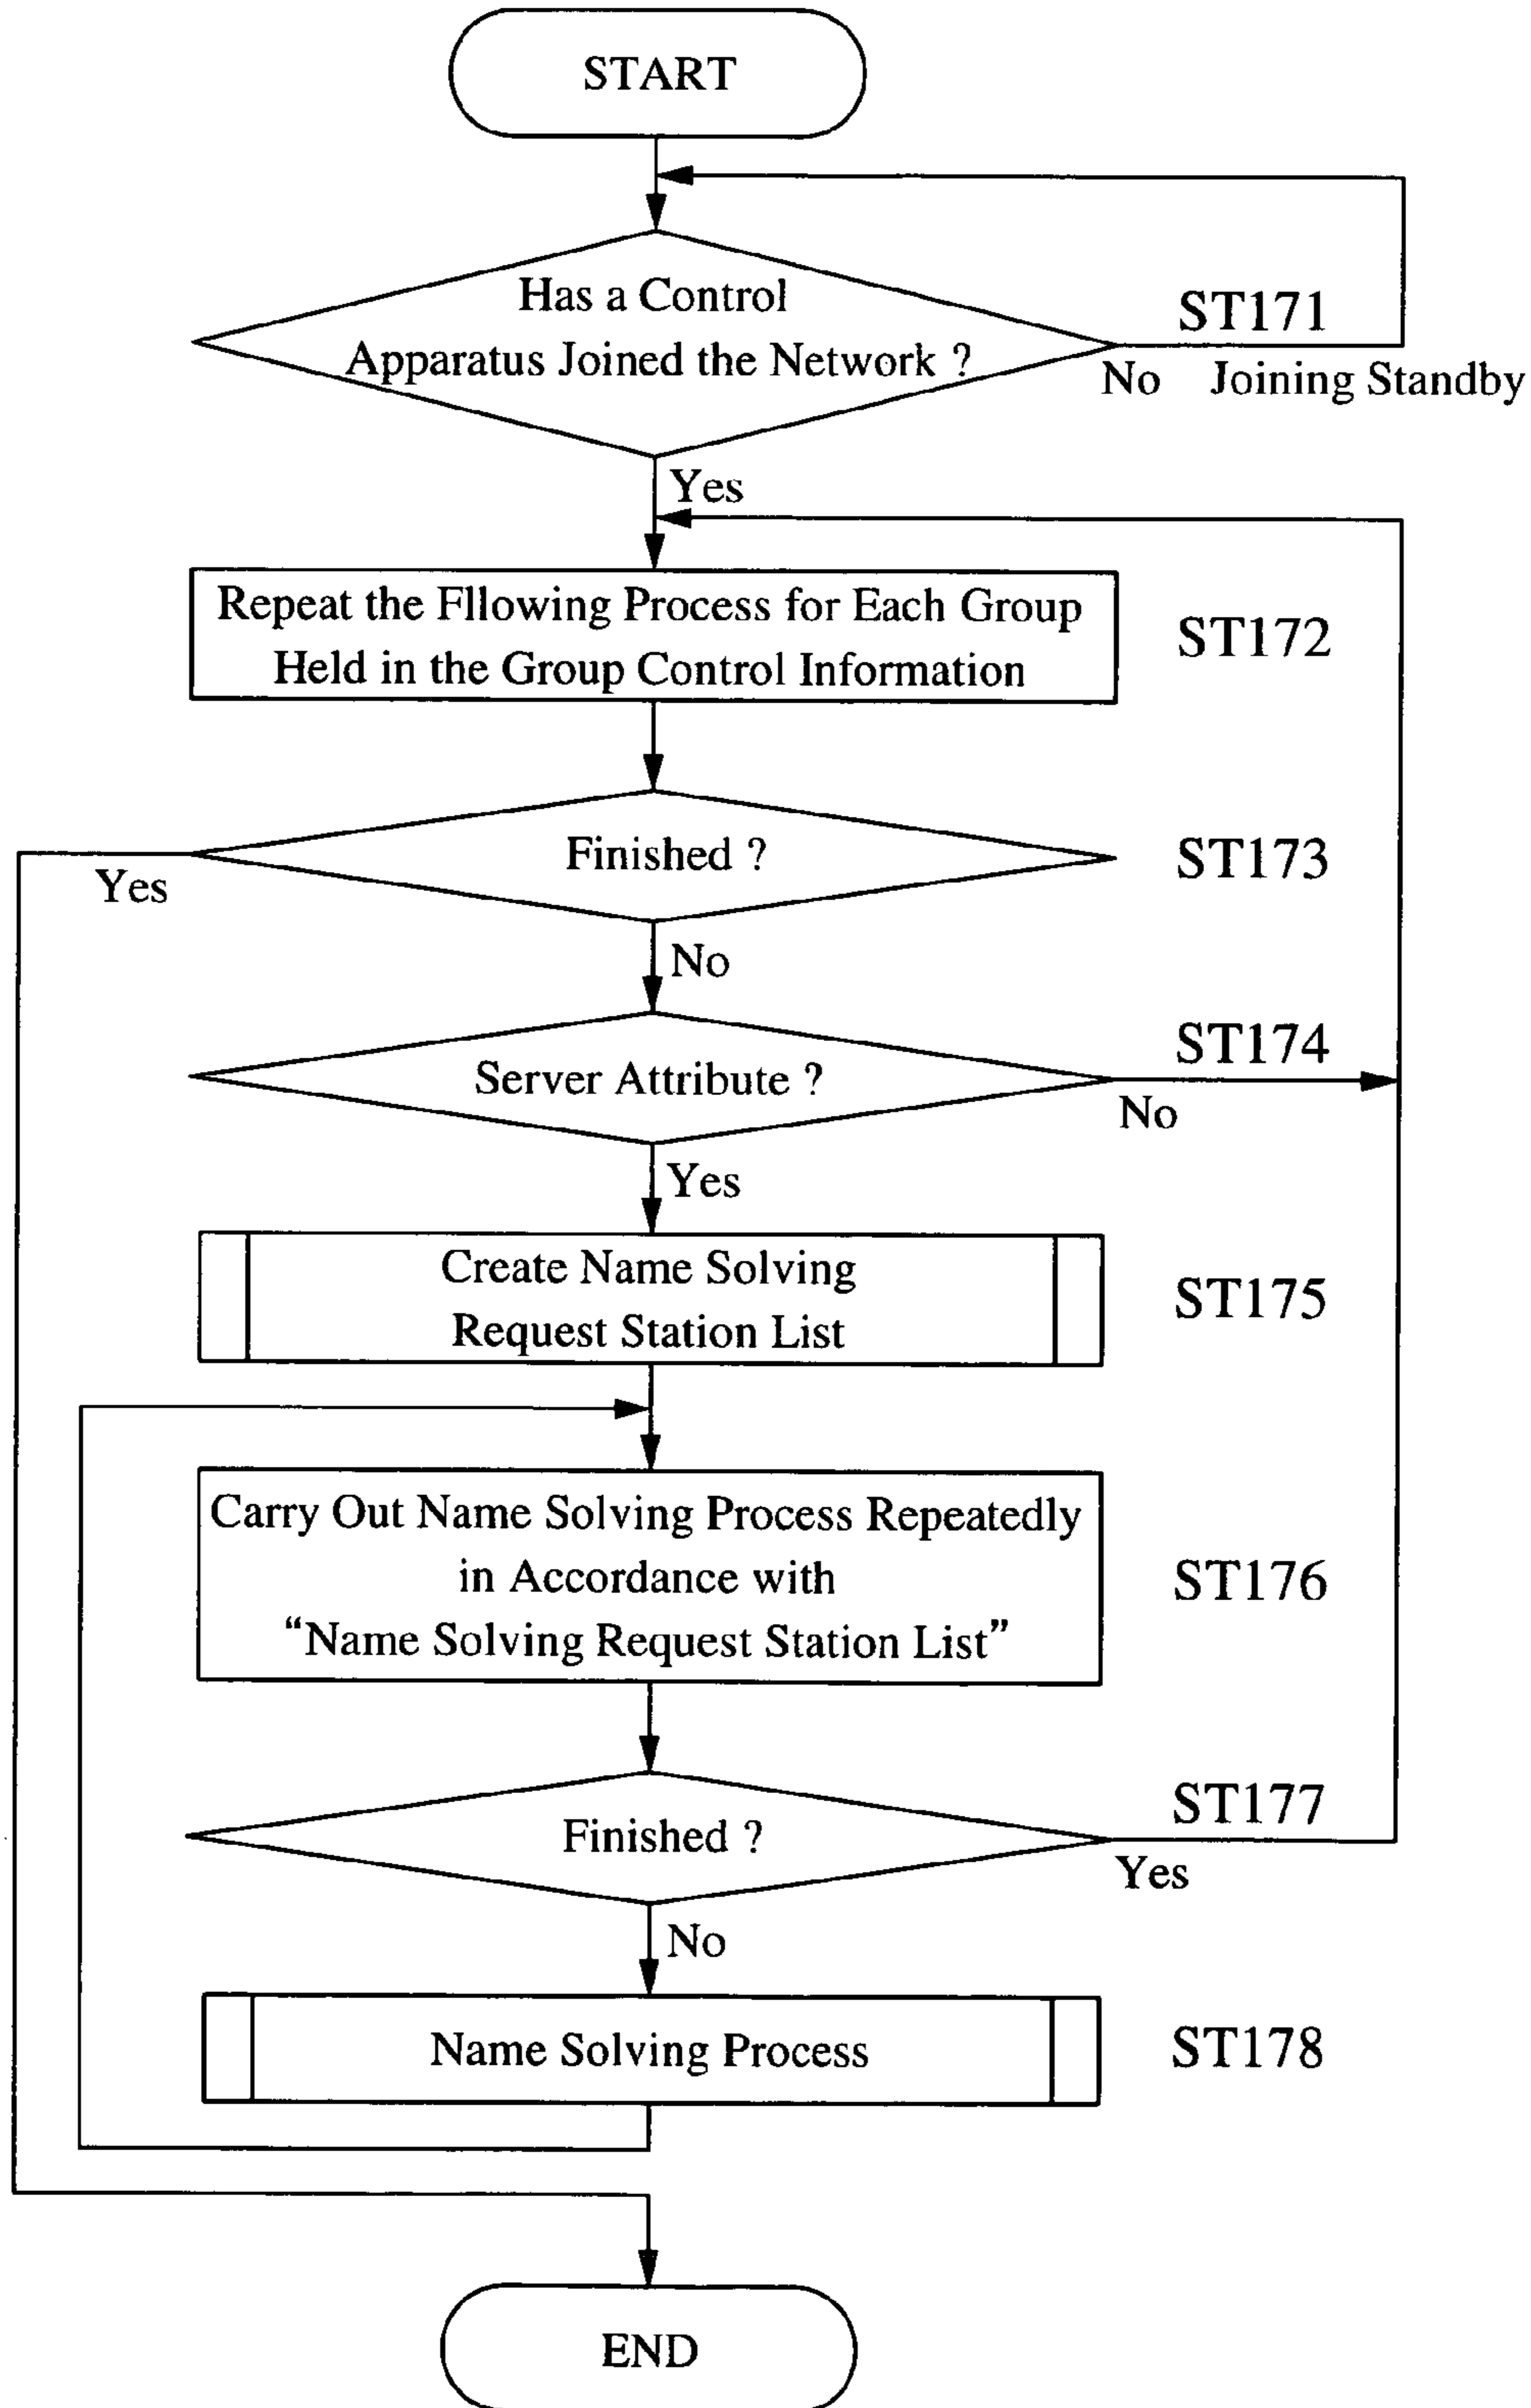 START
Has a Control
Apparatus Joined the Network ?
ST171
No Joining Standby
Yes
Repeat the Fllowing Process for Each Group
Held in the Group Control Information
ST172
Finished ?
ST173
Yes
No
Server Attribute ?
ST174
No
Yes
Create Name Solving
Request Station List
ST175
Carry Out Name Solving Process Repeatedly
in Accordance with
“Name Solving Request Station List”
ST176
Finished ?
ST177
Yes
No
Name Solving Process
ST178
END